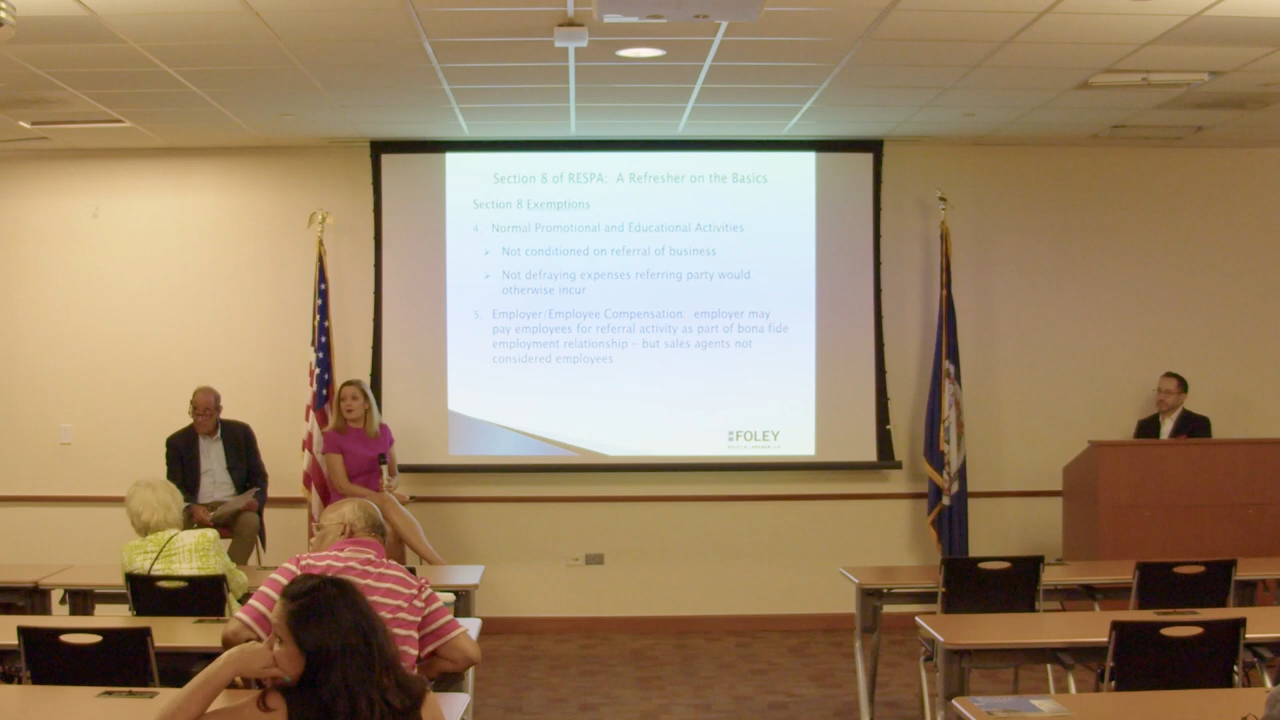 Section 8 of RESPA: A Refresher on the Basics
Section 8 Exemptions
4. Normal Promotional and Educational Activities
➢ Not conditioned on referral of business
➢ Not defraying expenses referring party would
otherwise incur
5. Employer/Employee Compensation: employer may
pay employees for referral activity as part of bona fide
employment relationship – but sales agents not
considered employees
FOLEY